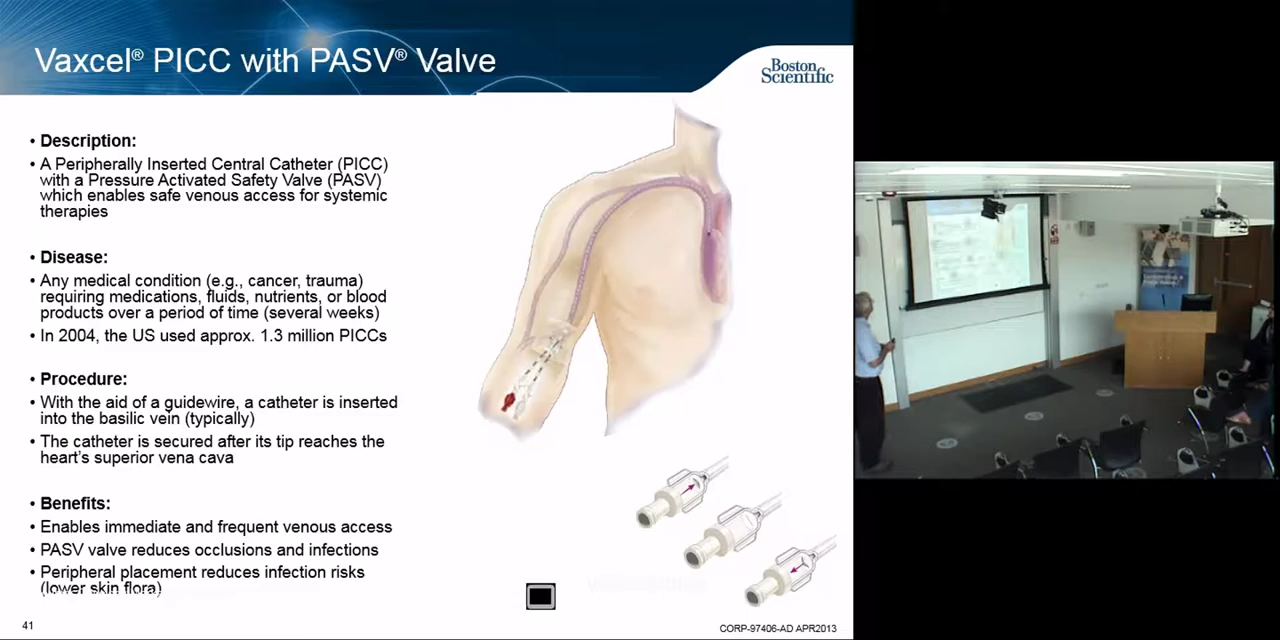 Vaxcel® PICC with PASV® Valve
Boston
Scientific
• Description:
• A Peripherally Inserted Central Catheter (PICC)
with a Pressure Activated Safety Valve (PASV)
which enables safe venous access for systemic
therapies
• Disease:
• Any medical condition (e.g., cancer, trauma)
requiring medications, fluids, nutrients, or blood
products over a period of time (several weeks)
• In 2004, the US used approx. 1.3 million PICCs
• Procedure:
• With the aid of a guidewire, a catheter is inserted
into the basilic vein (typically)
• The catheter is secured after its tip reaches the
heart's superior vena cava
• Benefits:
• Enables immediate and frequent venous access
• PASV valve reduces occlusions and infections
• Peripheral placement reduces infection risks
(lower skin flora)
41
CORP-97406-AD APR2013